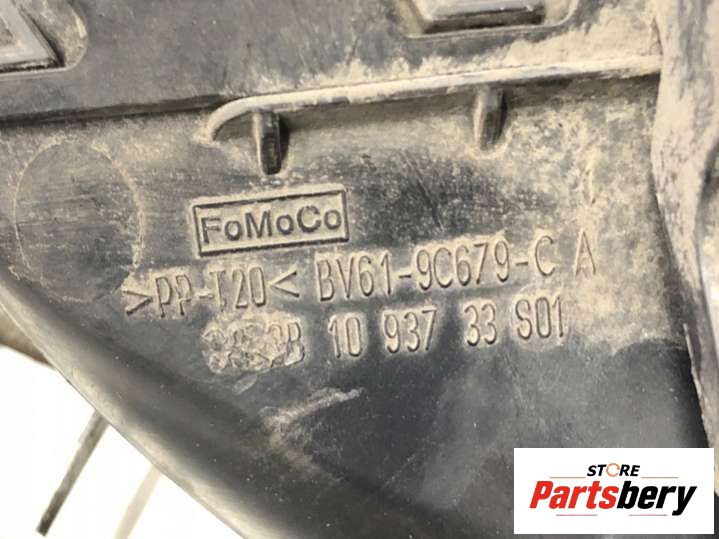 FoMoCo
>PP-T20< BV61-9C679-C A
10 937 33 S01
STORE
Partsbery